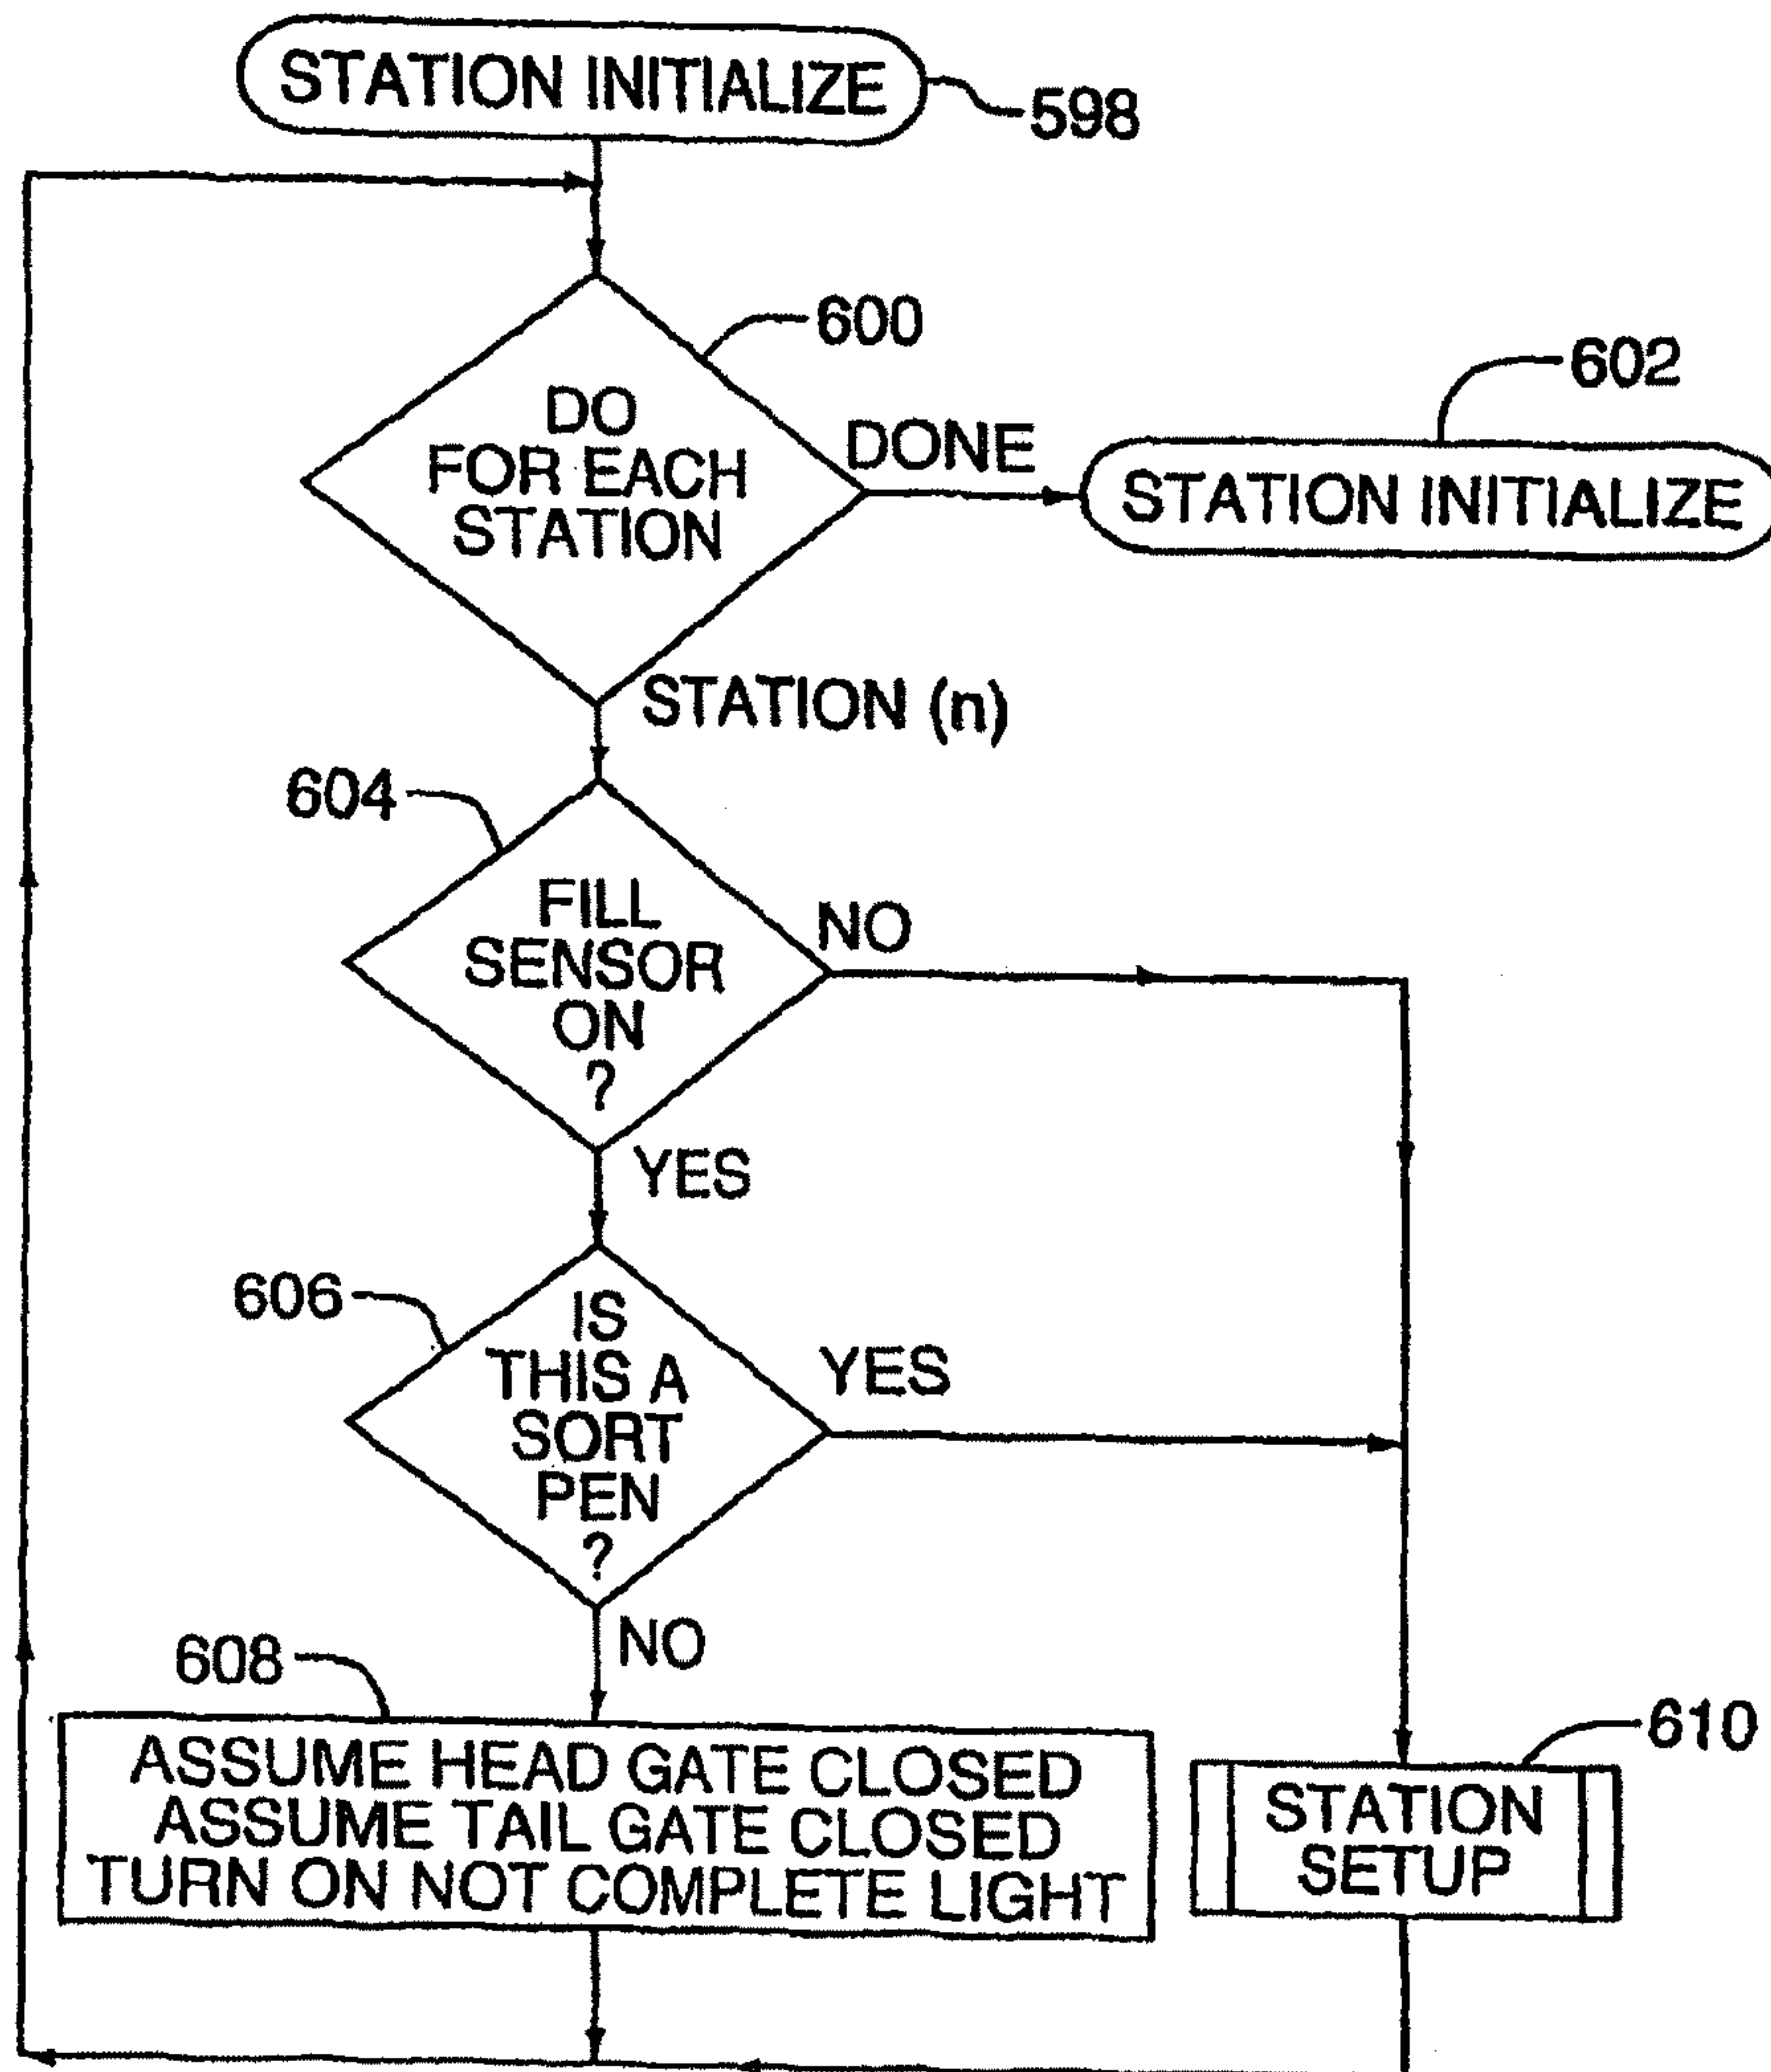 STATION INITIALIZE
598
600
602
DO
FOR EACH
STATION
DONE
STATION INITIALIZE
STATION (n)
604
FILL
SENSOR
ON
?
NO
YES
606
IS
THIS A
SORT
PEN
?
YES
NO
608
610
ASSUME HEAD GATE CLOSED
ASSUME TAIL GATE CLOSED
TURN ON NOT COMPLETE LIGHT
STATION
SETUP